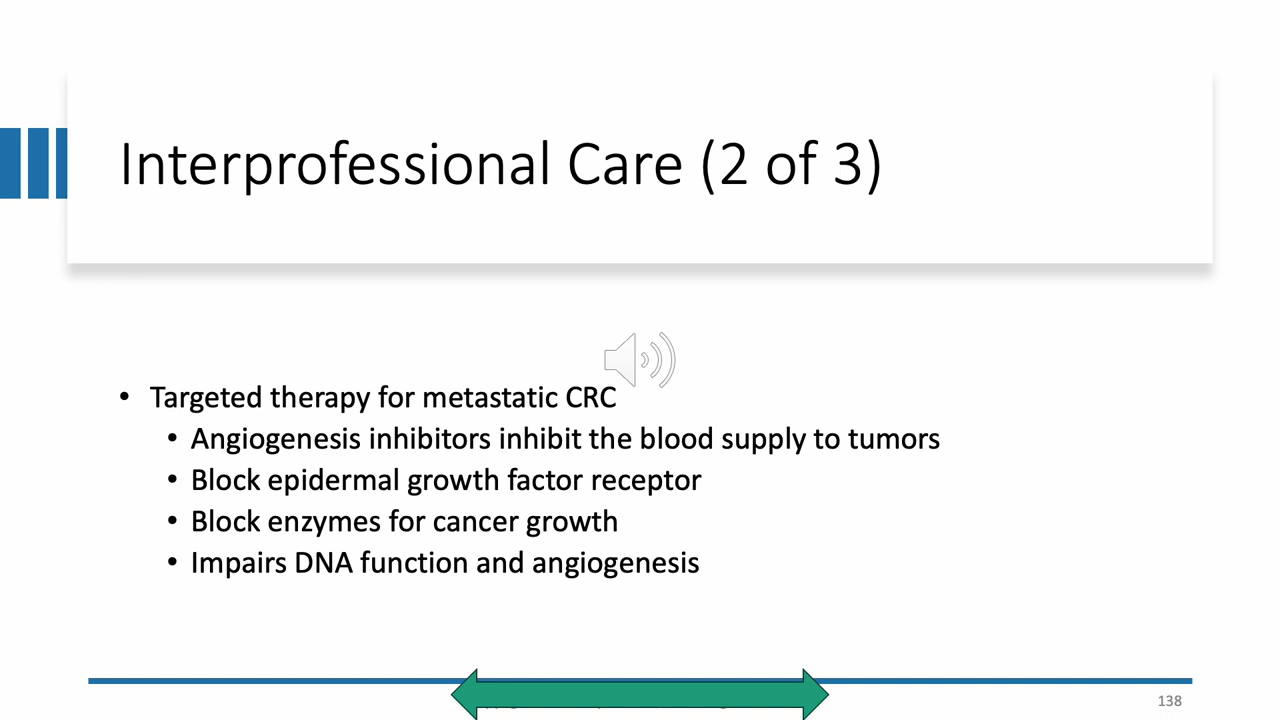 Interprofessional Care (2 of 3)
• Targeted therapy for metastatic CRC
• Angiogenesis inhibitors inhibit the blood supply to tumors
• Block epidermal growth factor receptor
• Block enzymes for cancer growth
• Impairs DNA function and angiogenesis
138